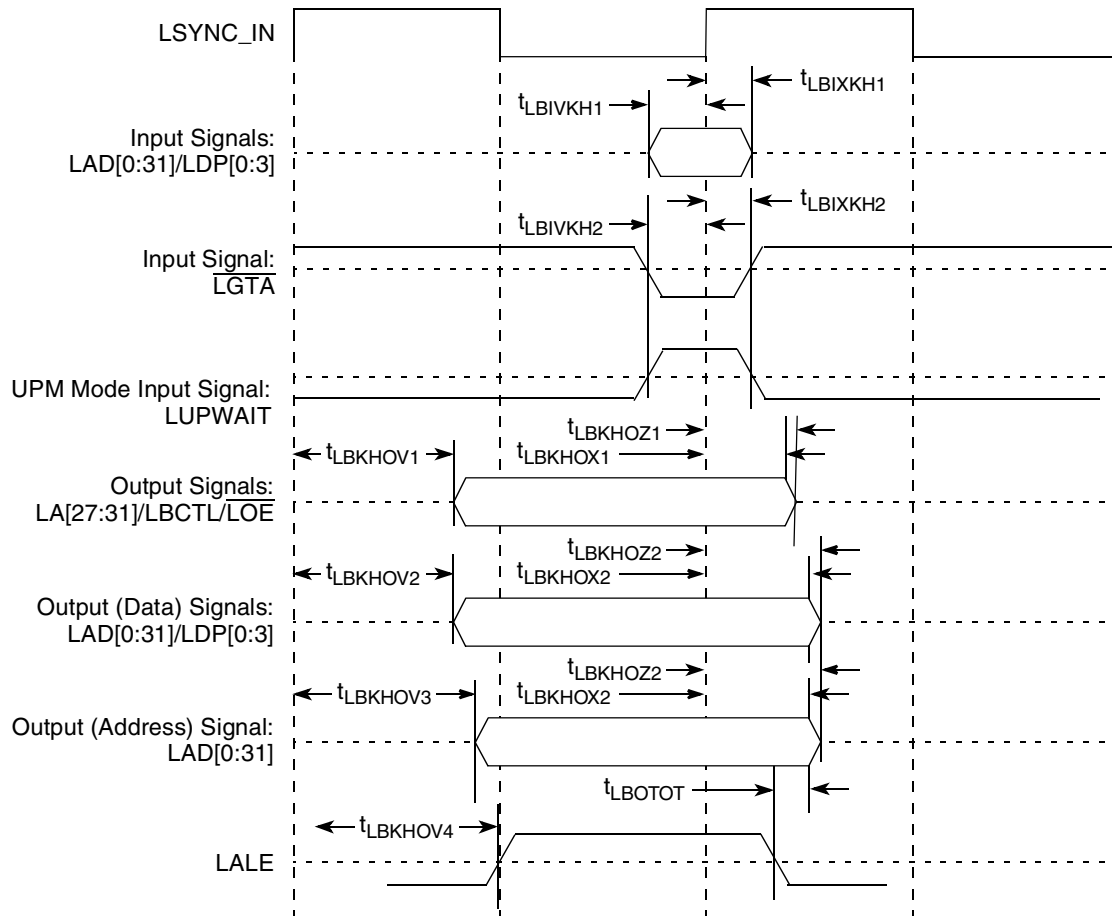 LSYNC_IN
tLBIXKH1
tLBIVKH1
Input Signals:
LAD[0:31]/LDP[0:3]
tLBIXKH2
tLBIVKH2
Input Signal:
LGTA
UPM Mode Input Signal:
LUPWAIT
tLBKHOZ1
tLBKHOV1
tLBKHOX1
Output Signals:
LA[27:31]/LBCTL/LOE
tLBKHOZ2
tLBKHOV2
tLBKHOX2
Output (Data) Signals:
LAD[0:31]/LDP[0:3]
tLBKHOZ2
tLBKHOV3
tLBKHOX2
Output (Address) Signal:
LAD[0:31]
tLBOTOT
tLBKHOV4
LALE